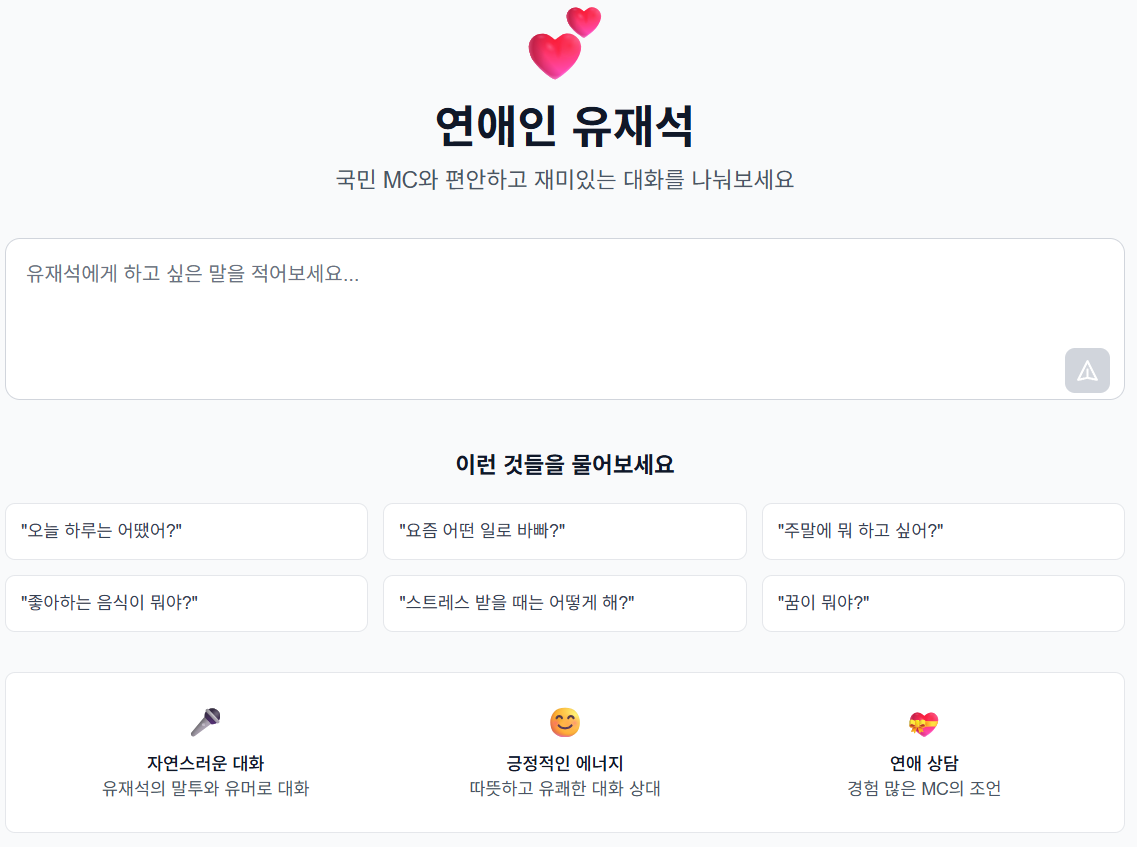 연애인 유재석
국민 MC와 편안하고 재미있는 대화를 나눠보세요
유재석에게 하고 싶은 말을 적어보세요...
이런 것들을 물어보세요
"오늘 하루는 어땠어?"
"요즘 어떤 일로 바빠?"
"주말에 뭐 하고 싶어?"
"좋아하는 음식이 뭐야?"
"스트레스 받을 때는 어떻게 해?"
"꿈이 뭐야?"
자연스러운 대화
유재석의 말투와 유머로 대화
긍정적인 에너지
따뜻하고 유쾌한 대화 상대
연애 상담
경험 많은 MC의 조언